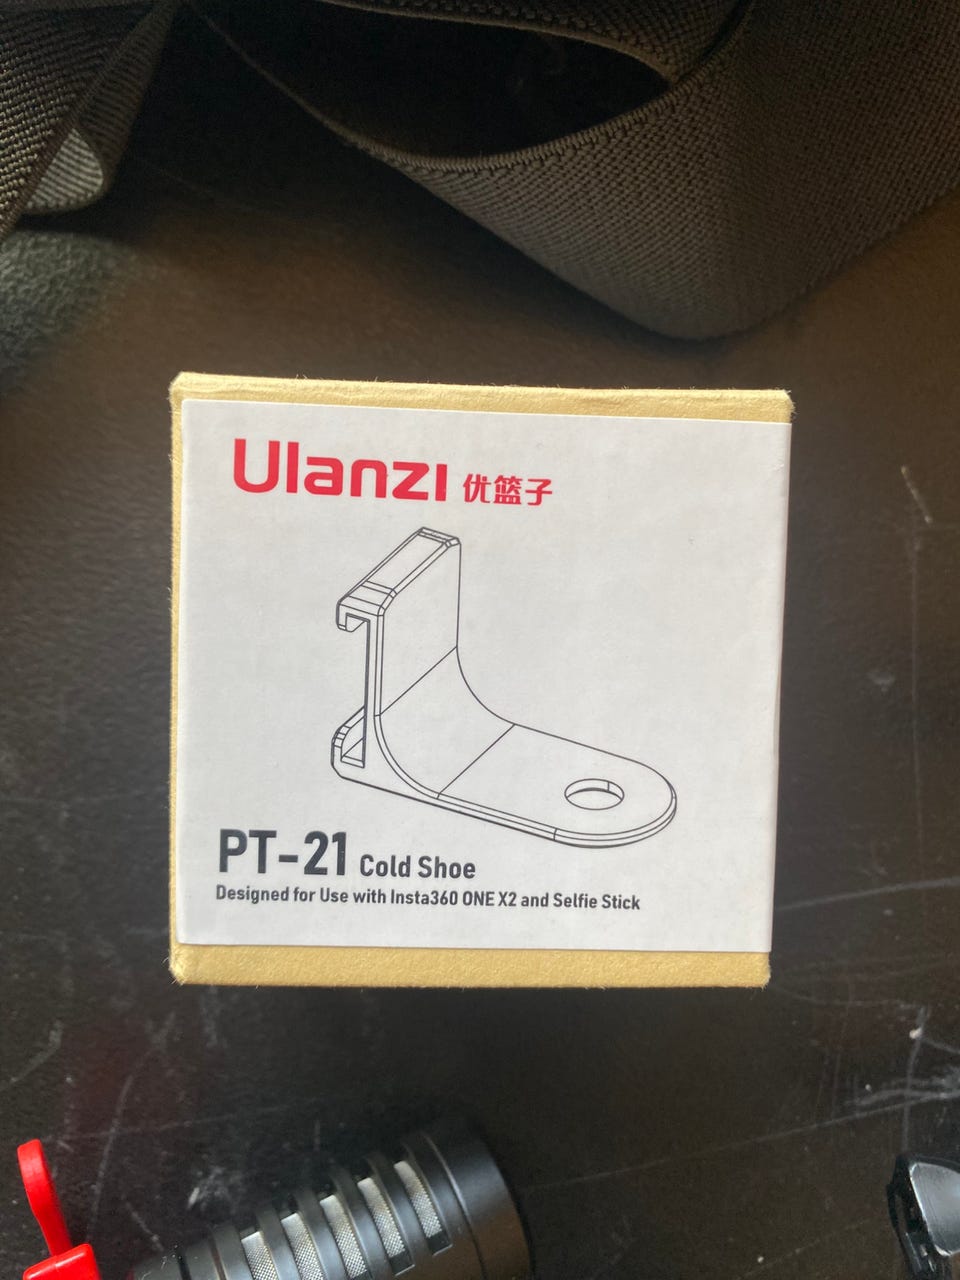 Ulanzi 优篮子
PT-21 Cold Shoe
Designed for Use with Insta360 ONE X2 and Selfie Stick